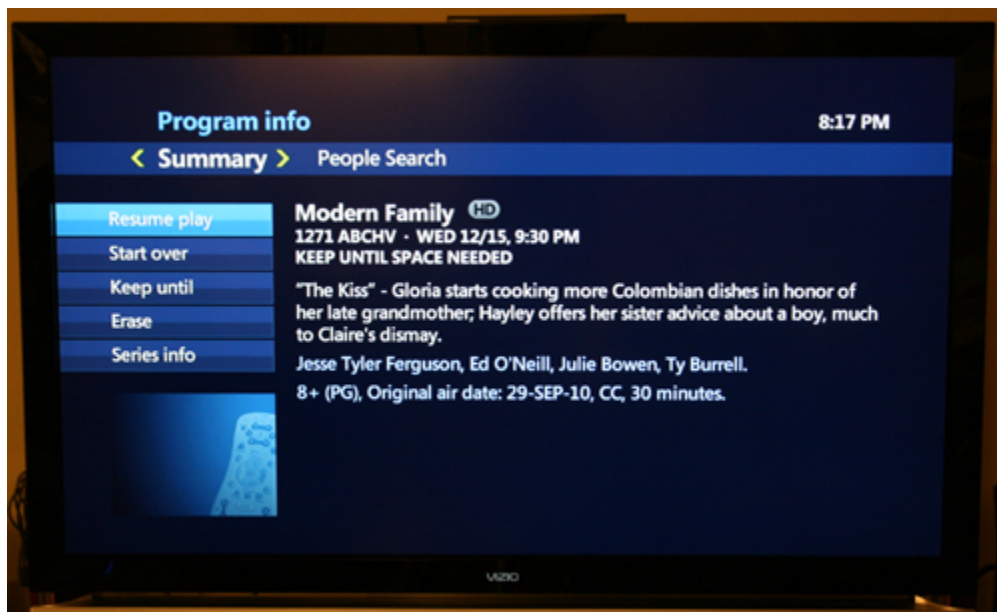 Program info
8:17 PM
< Summary > People Search
Resume play
Start over
Keep until
Erase
Series info
Modern Family HD
1271 ABCHV · WED 12/15, 9:30 PM
KEEP UNTIL SPACE NEEDED
"The Kiss" - Gloria starts cooking more Colombian dishes in honor of
her late grandmother; Hayley offers her sister advice about a boy, much
to Claire's dismay.
Jesse Tyler Ferguson, Ed O'Neill, Julie Bowen, Ty Burrell.
8+ (PG), Original air date: 29-SEP-10, CC, 30 minutes.
VIZIO